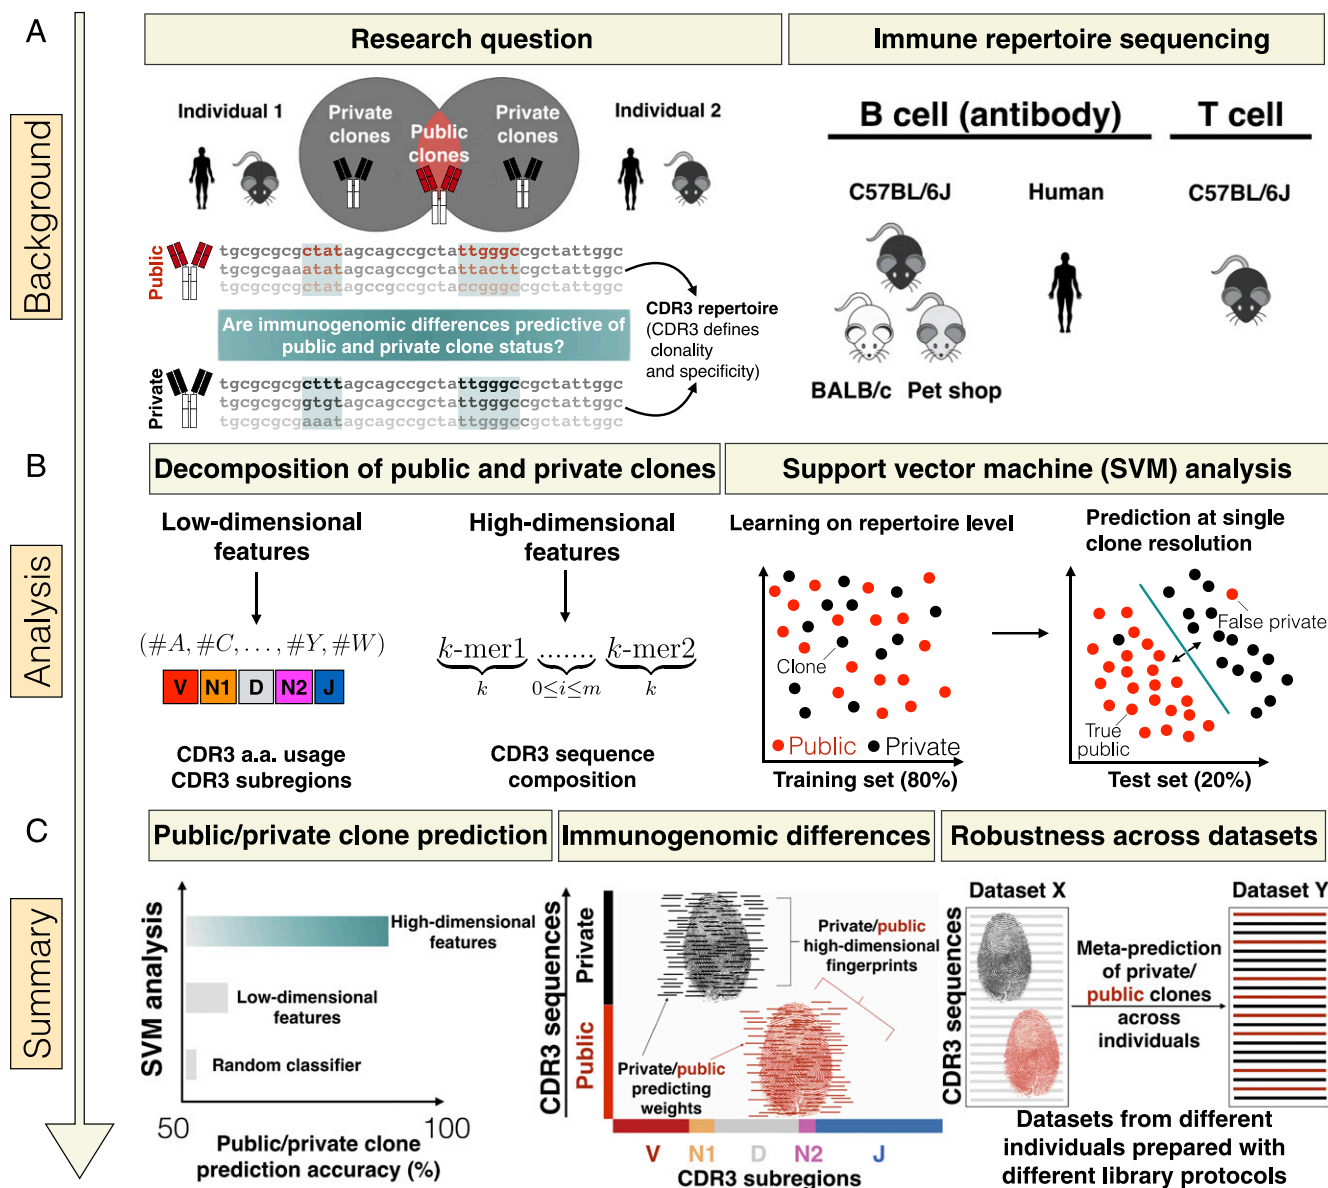 A
Background
Research question
Individual 1
Private
clones
Public
clones
Private
clones
Individual 2
Public
tgcgcgcgctatagcagccgctattgggccgctattggc
tgcgcgaaatatagcagccgctattacttcgctattggc
tgcgcgcgctatagcagccgctaccgggccgctattggc
Are immunogenomic differences predictive of
public and private clone status?
Private
tgcgcgcgctttagcagccgctattgggccgctattggc
tgcgcgcggtgtagcagccgctattgggccgctattggc
tgcgcgcgaaatagcagccgctattgggccgctattggc
CDR3 repertoire
(CDR3 defines
clonality
and specificity)
Immune repertoire sequencing
B cell (antibody)
T cell
C57BL/6J
Human
C57BL/6J
BALB/c
Pet shop
B
Analysis
Decomposition of public and private clones
Low-dimensional
features
(#A, #C, . . . , #Y, #W)
V N1 D N2 J
CDR3 a.a. usage
CDR3 subregions
High-dimensional
features
k-mer1 ....... k-mer2
k 0≤i≤m k
CDR3 sequence
composition
Support vector machine (SVM) analysis
Learning on repertoire level
Clone
Public Private
Training set (80%)
Prediction at single
clone resolution
False private
True
public
Test set (20%)
C
Summary
Public/private clone prediction
SVM analysis
High-dimensional
features
Low-dimensional
features
Random classifier
50
100
Public/private clone
prediction accuracy (%)
Immunogenomic differences
CDR3 sequences
Private
Public
Private/public
high-dimensional
fingerprints
Private/public
predicting
weights
V N1 D N2 J
CDR3 subregions
Robustness across datasets
Dataset X
Dataset Y
CDR3 sequences
Meta-prediction
of private/
public clones
across
individuals
Datasets from different
individuals prepared with
different library protocols